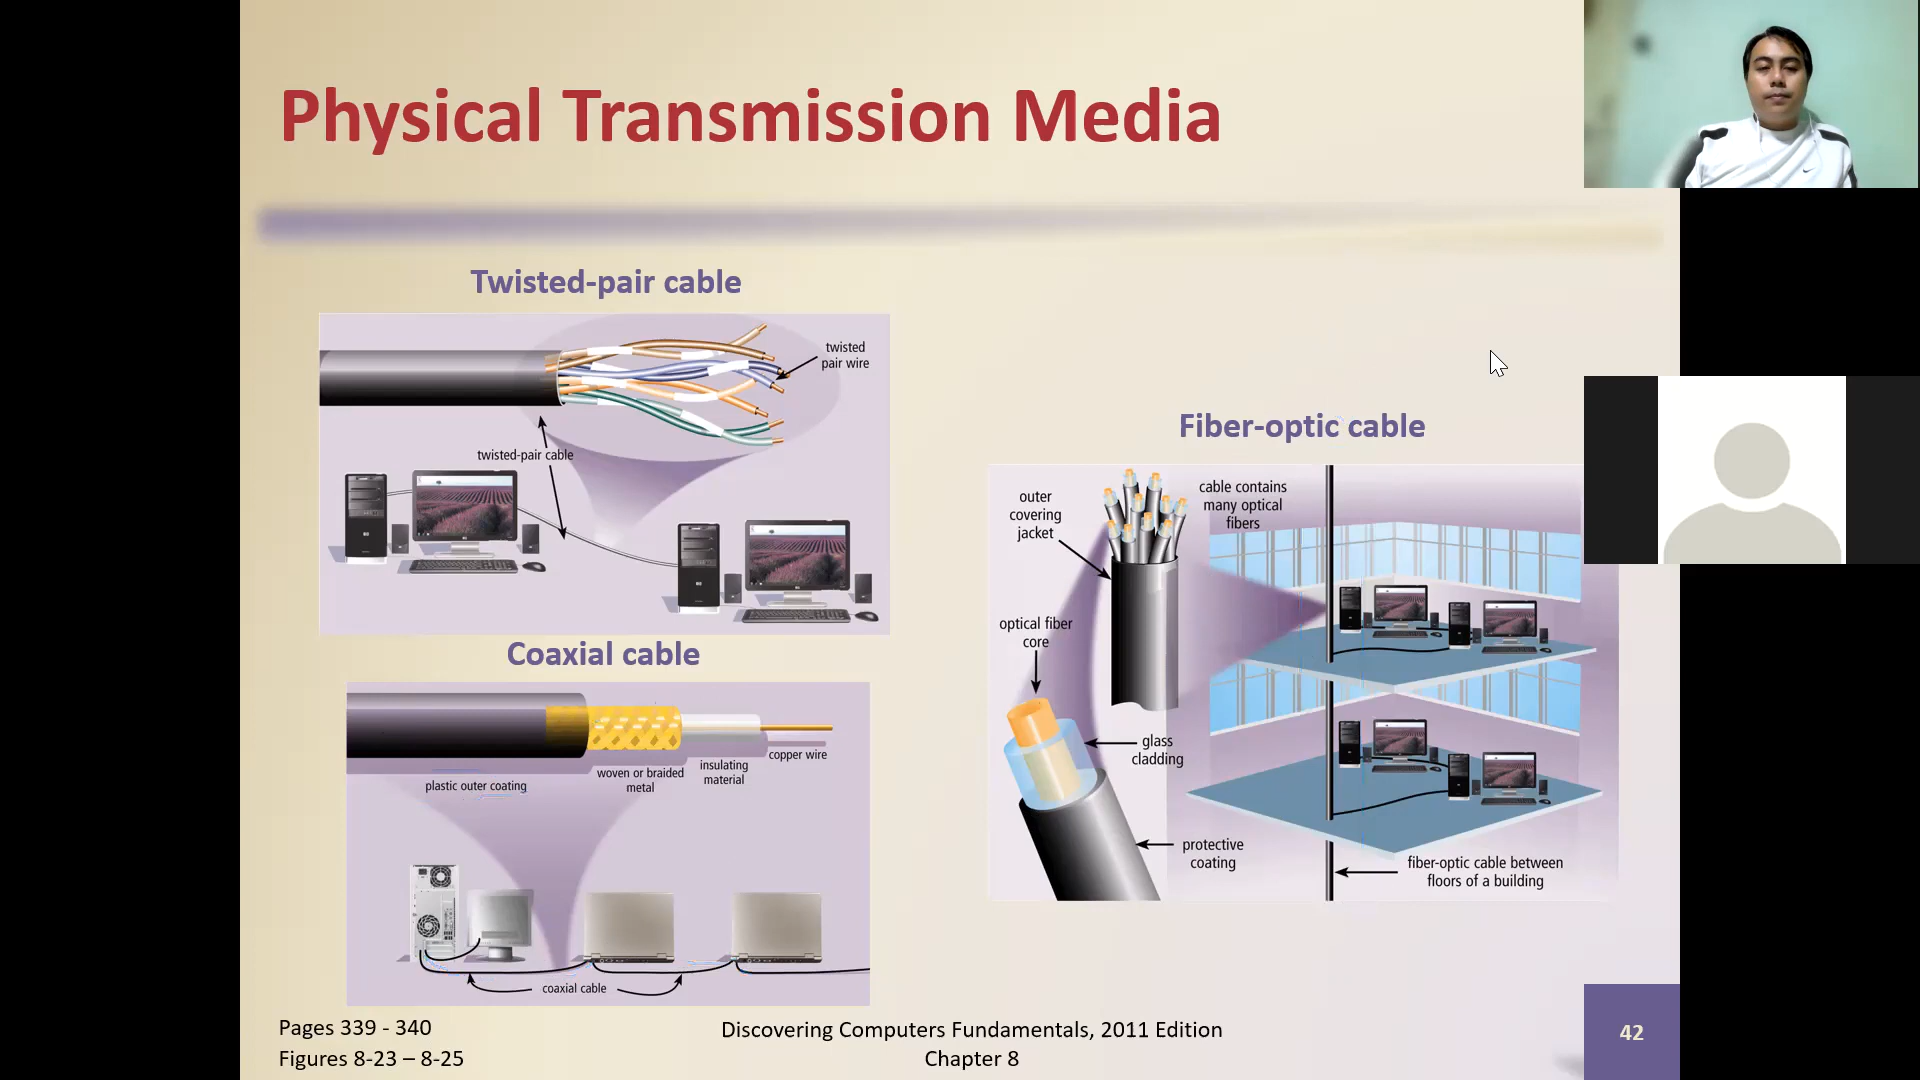 Physical Transmission Media
Twisted-pair cable
twisted
pair wire
twisted-pair cable
Coaxial cable
plastic outer coating
woven or braided
metal
insulating
material
copper wire
coaxial cable
Fiber-optic cable
outer
covering
jacket
cable contains
many optical
fibers
optical fiber
core
glass
cladding
protective
coating
fiber-optic cable between
floors of a building
Pages 339 - 340
Figures 8-23 – 8-25
Discovering Computers Fundamentals, 2011 Edition
Chapter 8
42